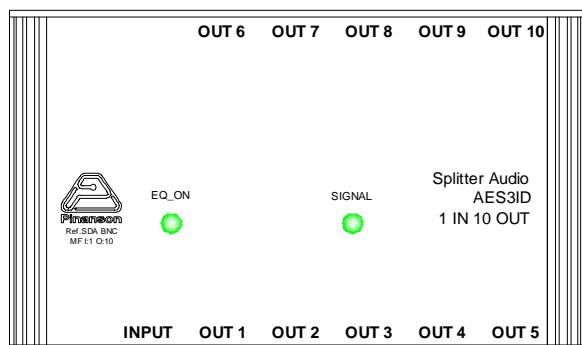 OUT 6 OUT 7 OUT 8 OUT 9 OUT 10
Splitter Audio
AES3ID
1 IN 10 OUT
EQ_ON
SIGNAL
Pinanson
Ref.SDA BNC
MF I:1 O:10
INPUT OUT 1 OUT 2 OUT 3 OUT 4 OUT 5